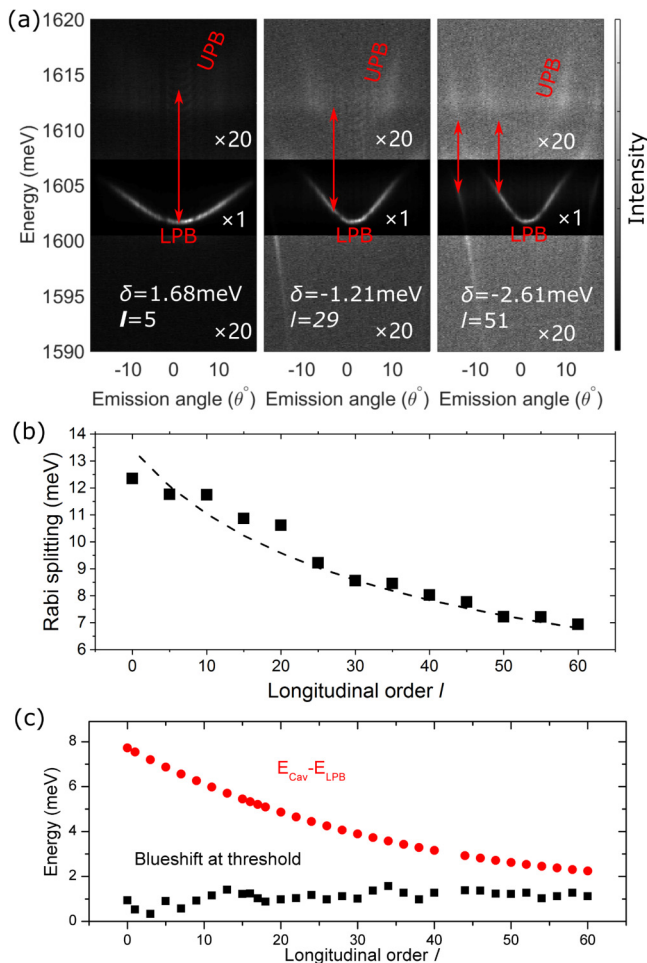 (a)
1620
1615
1610
1605
1600
1595
1590
Energy (meV)
UPB
×20
×1
LPB
δ=1.68meV
l=5
×20
UPB
×20
×1
LPB
δ=-1.21meV
l=29
×20
UPB
×20
×1
LPB
δ=-2.61meV
l=51
×20
Intensity
-10 0 10 -10 0 10 -10 0 10
Emission angle (θ°) Emission angle (θ°) Emission angle (θ°)
(b)
14
13
12
11
10
9
8
7
6
Rabi splitting (meV)
0 10 20 30 40 50 60
Longitudinal order l
(c)
8
6
4
2
0
Energy (meV)
E_Cav-E_LPB
Blueshift at threshold
0 10 20 30 40 50 60
Longitudinal order l